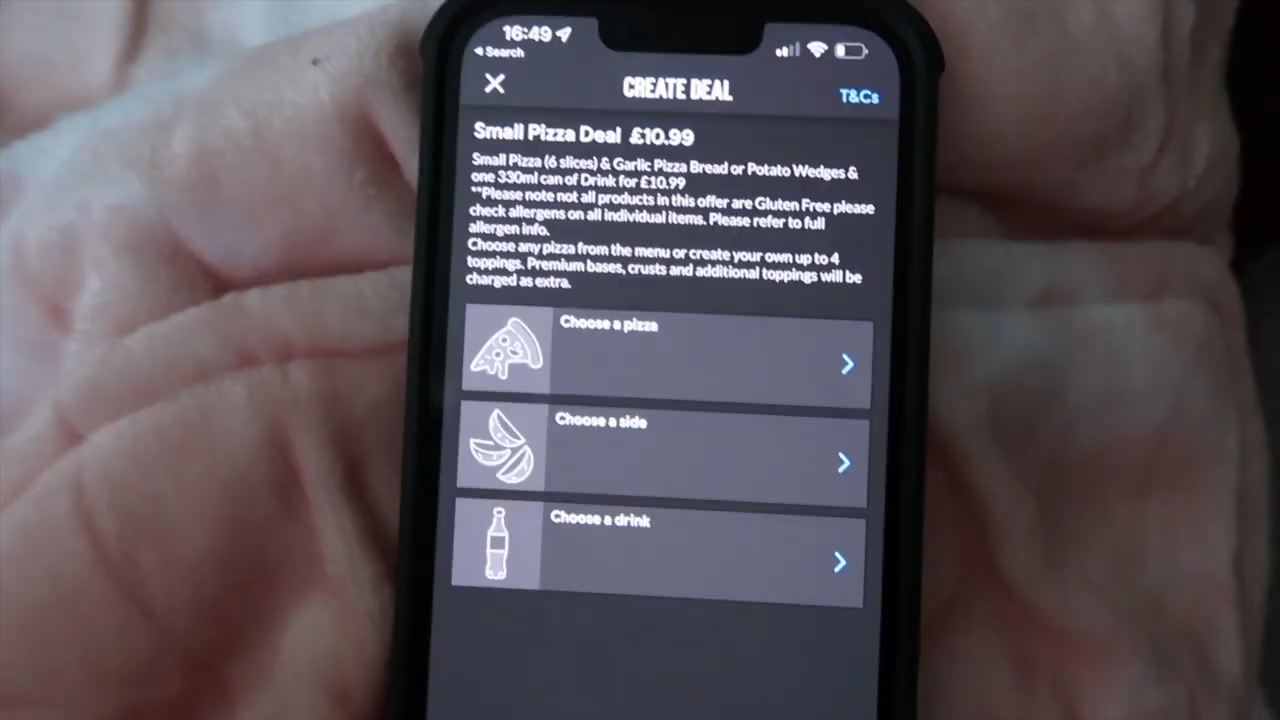 16:49
Search
CREATE DEAL
T&Cs
Small Pizza Deal £10.99
Small Pizza (6 slices) & Garlic Pizza Bread or Potato Wedges &
one 330ml can of Drink for £10.99
**Please note not all products in this offer are Gluten Free please
check allergens on all individual items. Please refer to full
allergen info.
Choose any pizza from the menu or create your own up to 4
toppings. Premium bases, crusts and additional toppings will be
charged as extra.
Choose a pizza
Choose a side
Choose a drink